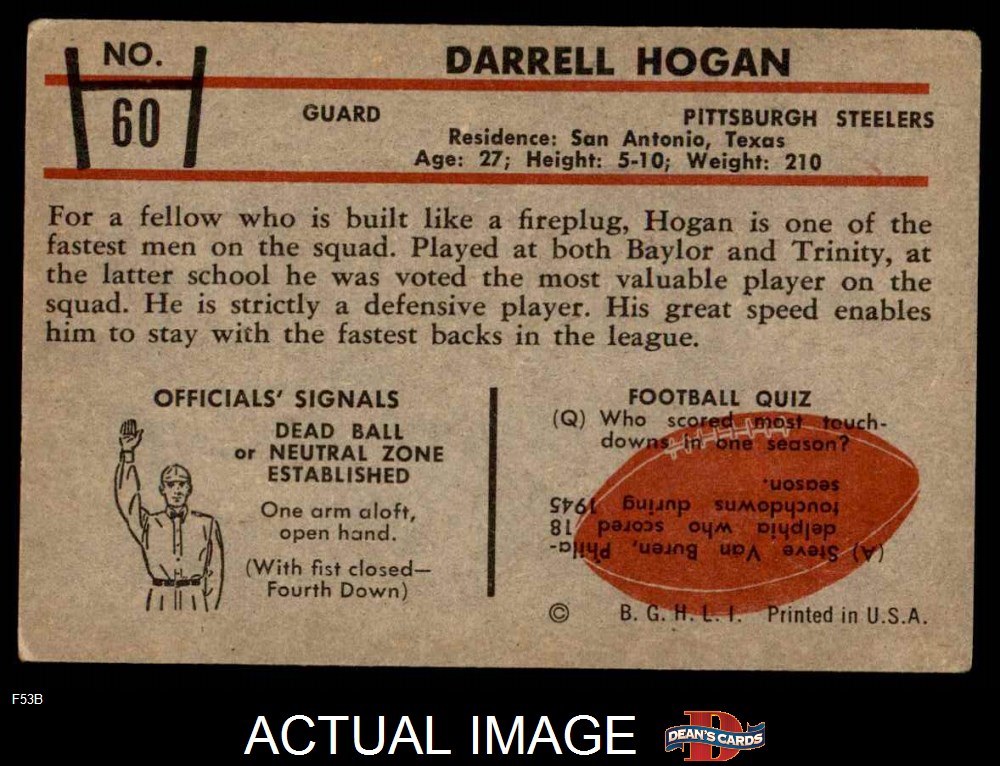 NO.
60
DARRELL HOGAN
GUARD
PITTSBURGH STEELERS
Residence: San Antonio, Texas
Age: 27; Height: 5-10; Weight: 210
For a fellow who is built like a fireplug, Hogan is one of the
fastest men on the squad. Played at both Baylor and Trinity, at
the latter school he was voted the most valuable player on the
squad. He is strictly a defensive player. His great speed enables
him to stay with the fastest backs in the league.
OFFICIALS' SIGNALS
DEAD BALL
or NEUTRAL ZONE
ESTABLISHED
One arm aloft,
open hand.
(With fist closed—
Fourth Down)
FOOTBALL QUIZ
(Q) Who scored most touch-
downs in one season?
(A) Steve Van Buren, Phila-
delphia who scored 18
touchdowns during 1945
season.
© B. G. H. L. I. Printed in U.S.A.
F53B
ACTUAL IMAGE
D
DEAN'S CARDS